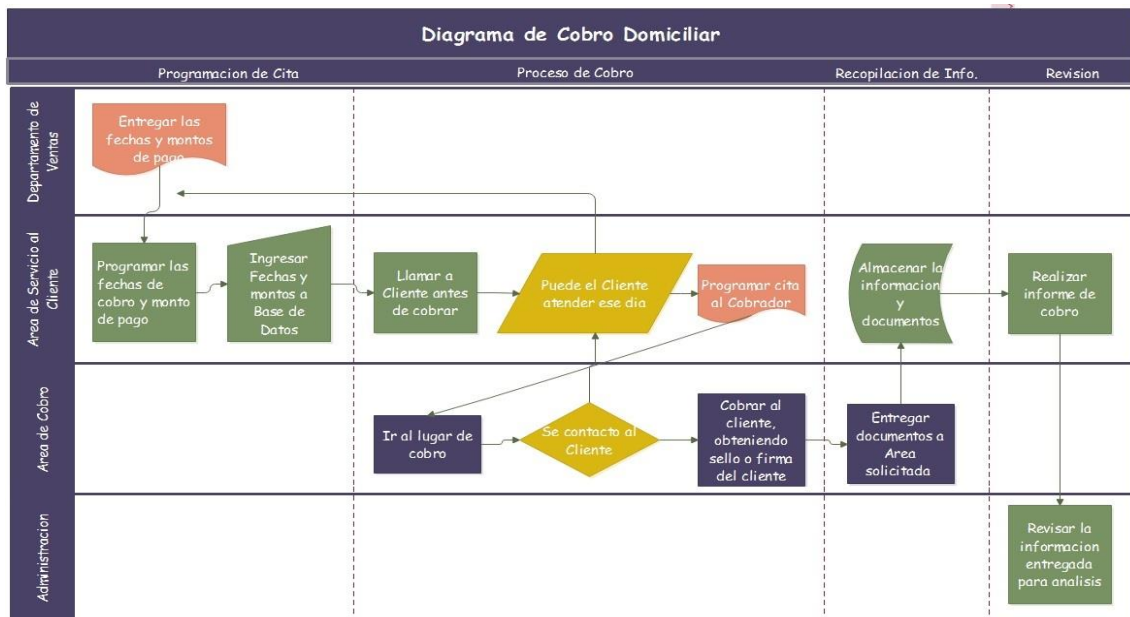 Diagrama de Cobro Domiciliar
Programacion de Cita
Proceso de Cobro
Recopilacion de Info.
Revision
Departamento de
Ventas
Entregar las
fechas y montos
de pago
Area de Servicio al
Cliente
Programar las
fechas de
cobro y monto
de pago
Ingresar
Fechas y
montos a
Base de
Datos
Llamar a
Cliente antes
de cobrar
Puede el Cliente
atender ese dia
Programar cita
al Cobrador
Almacenar la
informacion
y
documentos
Realizar
informe de
cobro
Area de Cobro
Ir al lugar de
cobro
Se contacto al
Cliente
Cobrar al
cliente,
obteniendo
sello o firma
del cliente
Entregar
documentos a
Area
solicitada
Administracion
Revisar la
informacion
entregada
para analisis